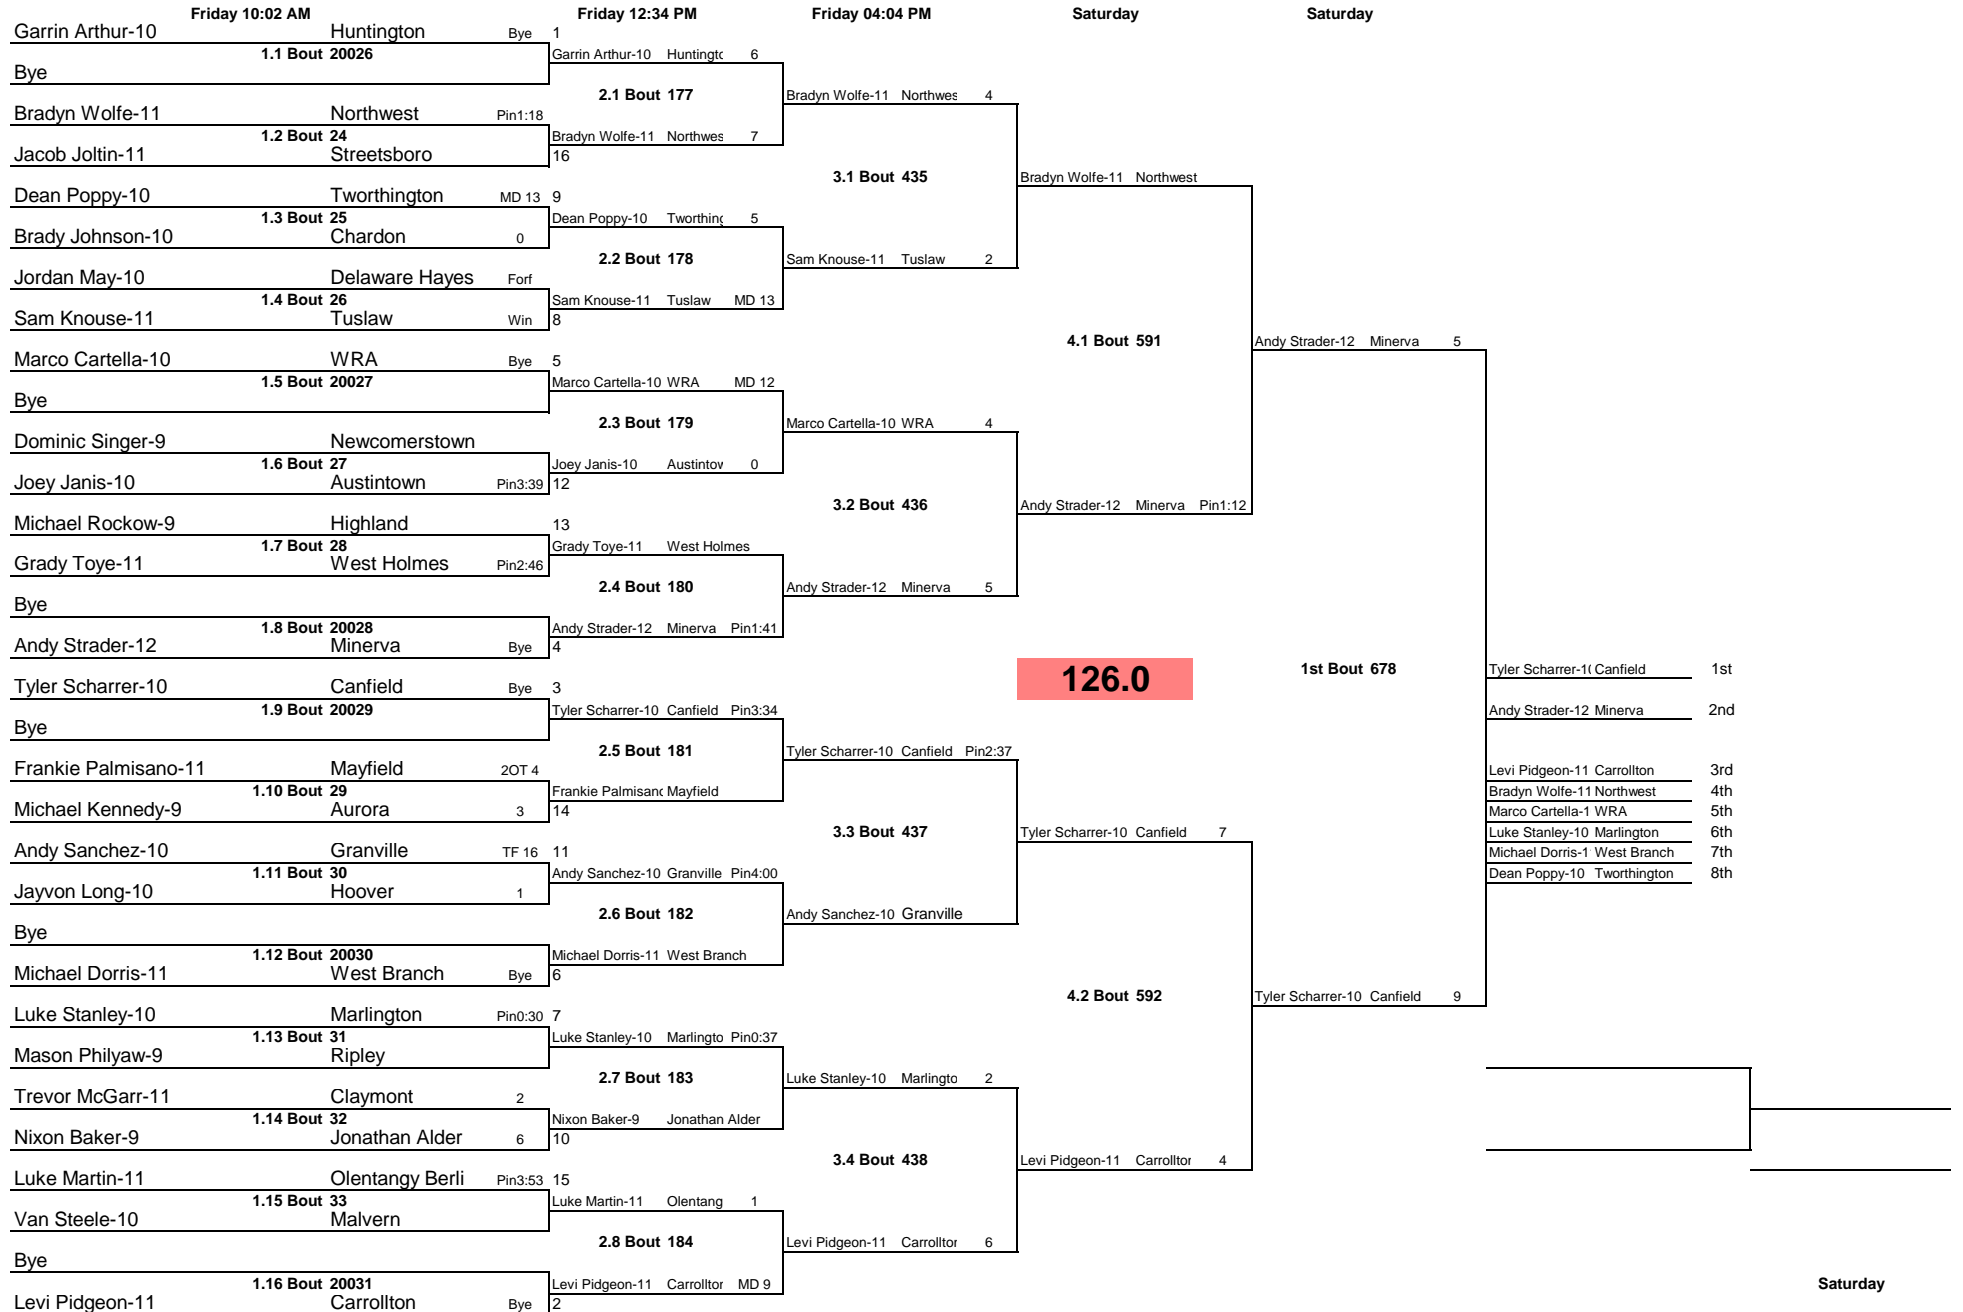 Friday 10:02 AM Friday 12:34 PM Friday 04:04 PM Saturday Saturday
Garrin Arthur-10 Huntington Bye 1
1.1 Bout 20026 Garrin Arthur-10 Huntingtc 6
Bye
2.1 Bout 177 Bradyn Wolfe-11 Northwes 4
Bradyn Wolfe-11 Northwest Pin1:18
1.2 Bout 24 Bradyn Wolfe-11 Northwes 7
Jacob Joltin-11 Streetsboro 16
3.1 Bout 435 Bradyn Wolfe-11 Northwest
Dean Poppy-10 Tworthington MD 13 9
1.3 Bout 25 Dean Poppy-10 Tworthing 5
Brady Johnson-10 Chardon 0
2.2 Bout 178 Sam Knouse-11 Tuslaw 2
Jordan May-10 Delaware Hayes Forf
1.4 Bout 26 Sam Knouse-11 Tuslaw MD 13
Sam Knouse-11 Tuslaw Win 8
4.1 Bout 591 Andy Strader-12 Minerva 5
Marco Cartella-10 WRA Bye 5
1.5 Bout 20027 Marco Cartella-10 WRA MD 12
Bye
2.3 Bout 179 Marco Cartella-10 WRA 4
Dominic Singer-9 Newcomerstown
1.6 Bout 27 Joey Janis-10 Austintov 0
Joey Janis-10 Austintown Pin3:39 12
3.2 Bout 436 Andy Strader-12 Minerva Pin1:12
Michael Rockow-9 Highland 13
1.7 Bout 28 Grady Toye-11 West Holmes
Grady Toye-11 West Holmes Pin2:46
2.4 Bout 180 Andy Strader-12 Minerva 5
Bye
1.8 Bout 20028 Andy Strader-12 Minerva Pin1:41
Andy Strader-12 Minerva Bye 4
126.0 1st Bout 678 Tyler Scharrer-1( Canfield 1st
Tyler Scharrer-10 Canfield Bye 3
1.9 Bout 20029 Tyler Scharrer-10 Canfield Pin3:34 Andy Strader-12 Minerva 2nd
Bye
2.5 Bout 181 Tyler Scharrer-10 Canfield Pin2:37
Frankie Palmisano-11 Mayfield 2OT 4 Levi Pidgeon-11 Carrollton 3rd
1.10 Bout 29 Frankie Palmisanc Mayfield Bradyn Wolfe-11 Northwest 4th
Michael Kennedy-9 Aurora 3 14 Marco Cartella-1 WRA 5th
3.3 Bout 437 Tyler Scharrer-10 Canfield 7 Luke Stanley-10 Marlington 6th
Andy Sanchez-10 Granville TF 16 11 Michael Dorris-1 West Branch 7th
1.11 Bout 30 Andy Sanchez-10 Granville Pin4:00 Dean Poppy-10 Tworthington 8th
Jayvon Long-10 Hoover 1
2.6 Bout 182 Andy Sanchez-10 Granville
Bye
1.12 Bout 20030 Michael Dorris-11 West Branch
Michael Dorris-11 West Branch Bye 6
4.2 Bout 592 Tyler Scharrer-10 Canfield 9
Luke Stanley-10 Marlington Pin0:30 7
1.13 Bout 31 Luke Stanley-10 Marlingto Pin0:37
Mason Philyaw-9 Ripley
2.7 Bout 183 Luke Stanley-10 Marlingto 2
Trevor McGarr-11 Claymont 2
1.14 Bout 32 Nixon Baker-9 Jonathan Alder
Nixon Baker-9 Jonathan Alder 6 10
3.4 Bout 438 Levi Pidgeon-11 Carrolltor 4
Luke Martin-11 Olentangy Berli Pin3:53 15
1.15 Bout 33 Luke Martin-11 Olentang 1
Van Steele-10 Malvern
2.8 Bout 184 Levi Pidgeon-11 Carrolltor 6
Bye
1.16 Bout 20031 Levi Pidgeon-11 Carrolltor MD 9 Saturday
Levi Pidgeon-11 Carrollton Bye 2